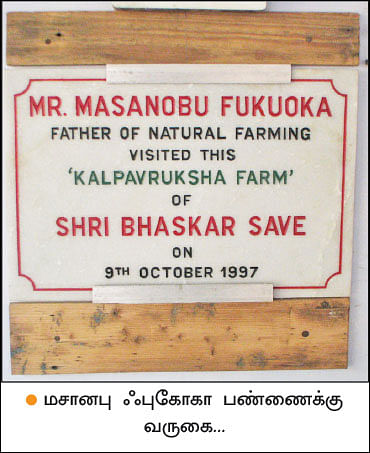 MR. MASANOBU FUKUOKA
FATHER OF NATURAL FARMING
VISITED THIS
'KALPAVRUKSHA FARM'
OF
SHRI BHASKAR SAVE
ON
9TH OCTOBER 1997
மசானபு ஃபுகோகா பண்ணைக்கு
வருகை...